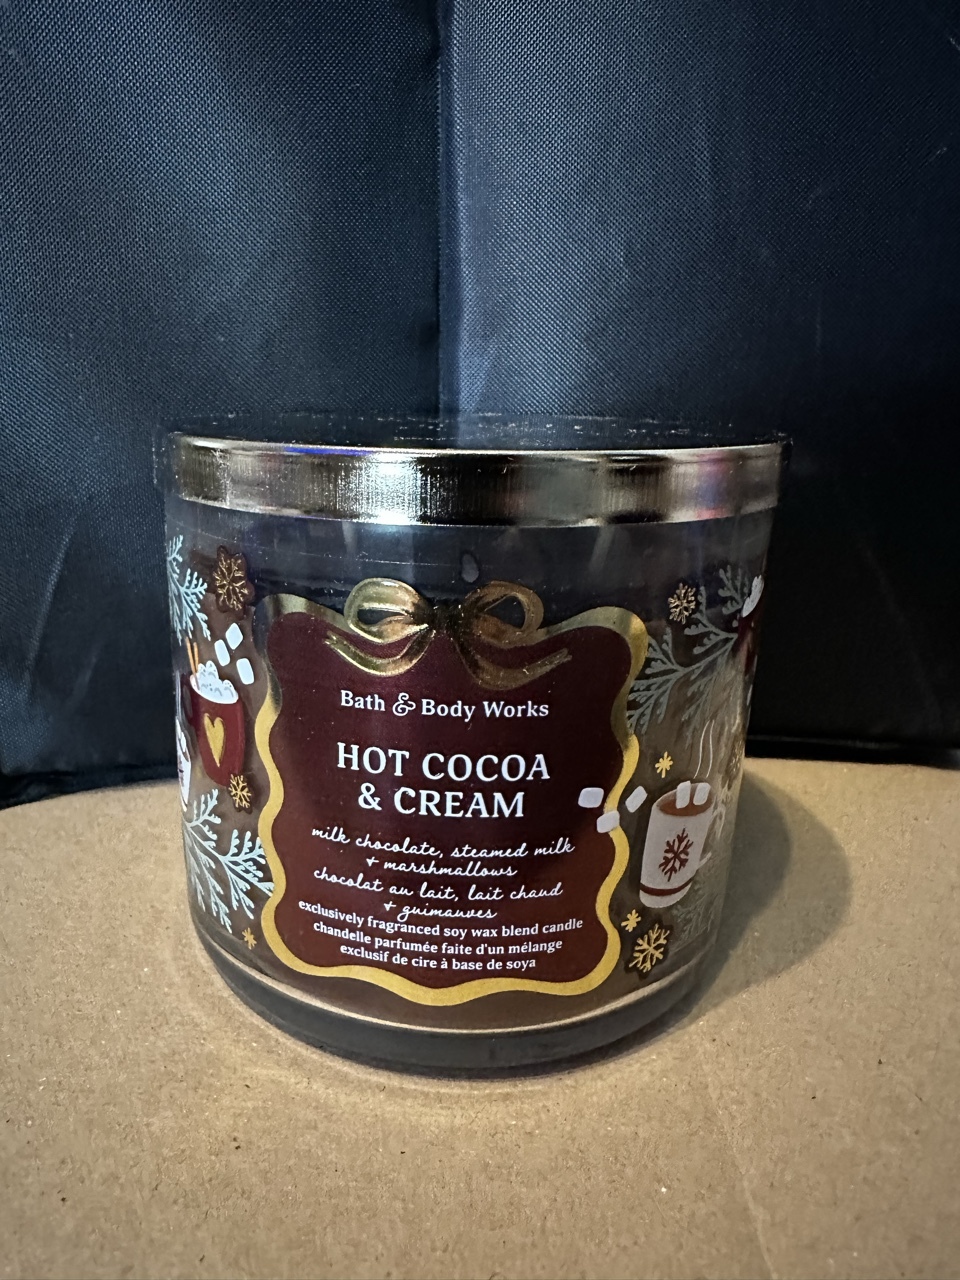 Bath & Body Works
HOT COCOA
& CREAM
milk chocolate, steamed milk
+ marshmallows
chocolat au lait, lait chaud
+ guimauves
exclusively fragranced soy wax blend candle
chandelle parfumée faite d'un mélange
exclusif de cire à base de soya